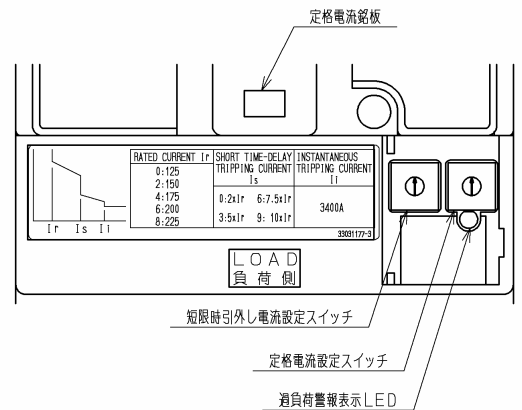 定格電流銘板
RATED CURRENT Ir
0:125
2:150
4:175
6:200
8:225
SHORT TIME-DELAY
TRIPPING CURRENT
Is
0:2xIr 6:7.5xIr
3:5xIr 9: 10xIr
INSTANTANEOUS
TRIPPING CURRENT
Ii
3400A
Ir Is Ii
33031177-3
LOAD
負荷側
短限時引外し電流設定スイッチ
定格電流設定スイッチ
過負荷警報表示LED